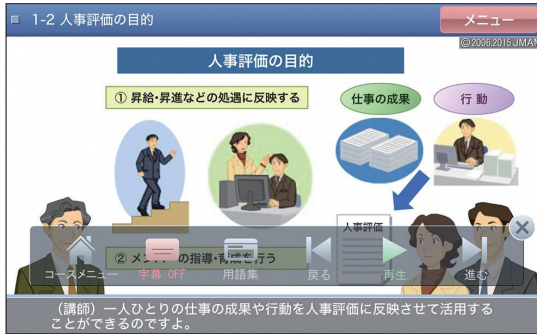 1-2 人事評価の目的
メニュー
©2006,2015 JMAM
人事評価の目的
① 昇給・昇進などの処遇に反映する
仕事の成果
行動
人事評価
② メンバーの指導・育成を行う
コースメニュー
字幕 OFF
用語集
戻る
再生
進む
(講師)一人ひとりの仕事の成果や行動を人事評価に反映させて活用する
ことができるのですよ。